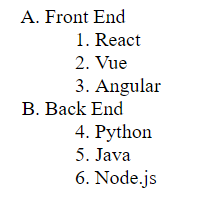 A. Front End
1. React
2. Vue
3. Angular
B. Back End
4. Python
5. Java
6. Node.js